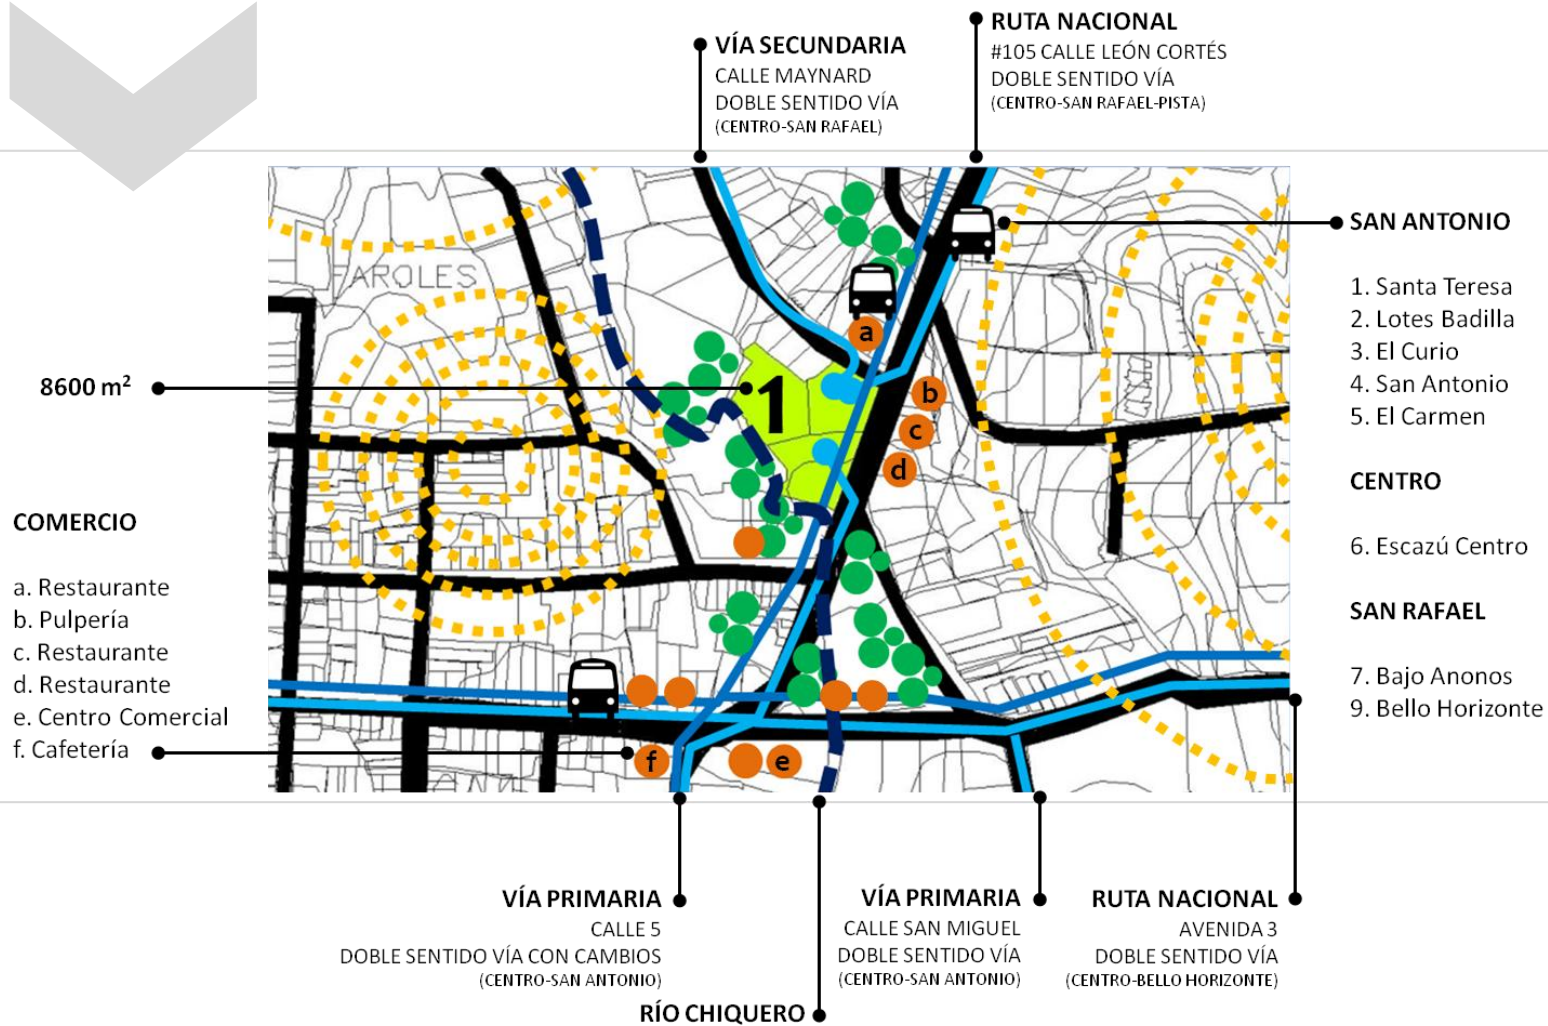 VÍA SECUNDARIA
CALLE MAYNARD
DOBLE SENTIDO VÍA
(CENTRO-SAN RAFAEL)
RUTA NACIONAL
#105 CALLE LEÓN CORTÉS
DOBLE SENTIDO VÍA
(CENTRO-SAN RAFAEL-PISTA)
FAROLES
8600 m²
1
a
b
c
d
e
f
COMERCIO
a. Restaurante
b. Pulpería
c. Restaurante
d. Restaurante
e. Centro Comercial
f. Cafetería
SAN ANTONIO
1. Santa Teresa
2. Lotes Badilla
3. El Curio
4. San Antonio
5. El Carmen
CENTRO
6. Escazú Centro
SAN RAFAEL
7. Bajo Anonos
9. Bello Horizonte
VÍA PRIMARIA
CALLE 5
DOBLE SENTIDO VÍA CON CAMBIOS
(CENTRO-SAN ANTONIO)
RÍO CHIQUERO
VÍA PRIMARIA
CALLE SAN MIGUEL
DOBLE SENTIDO VÍA
(CENTRO-SAN ANTONIO)
RUTA NACIONAL
AVENIDA 3
DOBLE SENTIDO VÍA
(CENTRO-BELLO HORIZONTE)